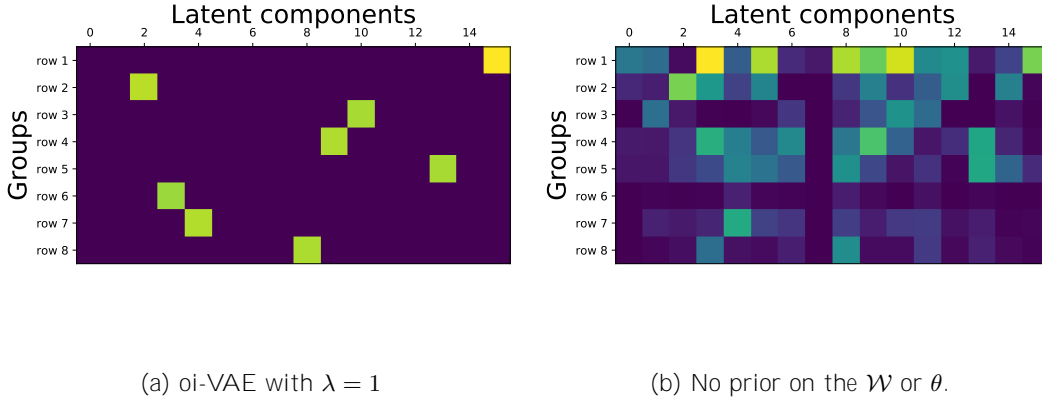 Latent components
0 2 4 6 8 10 12 14
Groups
row 1
row 2
row 3
row 4
row 5
row 6
row 7
row 8
(a) oi-VAE with λ = 1
Latent components
0 2 4 6 8 10 12 14
Groups
row 1
row 2
row 3
row 4
row 5
row 6
row 7
row 8
(b) No prior on the 𝒲 or θ.